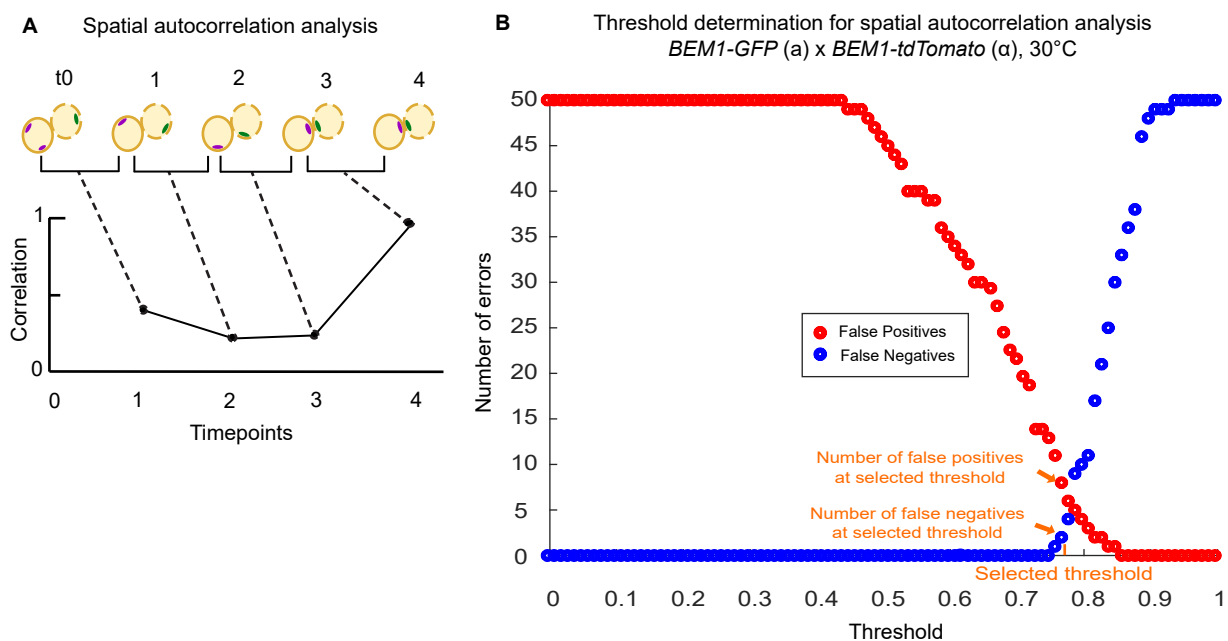 A
Spatial autocorrelation analysis
t0 1 2 3 4
1
0
Correlation
0 1 2 3 4
Timepoints
B
Threshold determination for spatial autocorrelation analysis
BEM1-GFP (a) x BEM1-tdTomato (α), 30°C
50
45
40
35
30
25
20
15
10
5
0
Number of errors
False Positives
False Negatives
Number of false positives
at selected threshold
Number of false negatives
at selected threshold
Selected threshold
0 0.1 0.2 0.3 0.4 0.5 0.6 0.7 0.8 0.9 1
Threshold